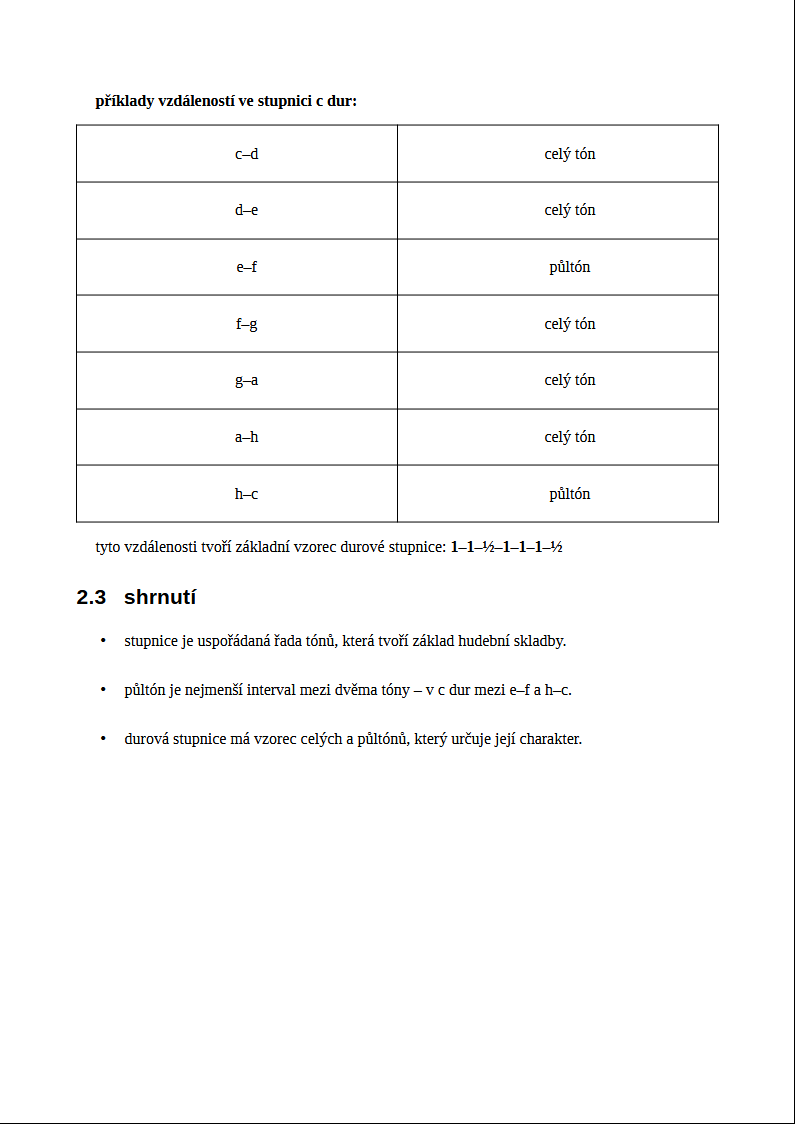 příklady vzdáleností ve stupnici c dur:
c–d celý tón
d–e celý tón
e–f půltón
f–g celý tón
g–a celý tón
a–h celý tón
h–c půltón
tyto vzdálenosti tvoří základní vzorec durové stupnice: 1–1–½–1–1–1–½
2.3 shrnutí
• stupnice je uspořádaná řada tónů, která tvoří základ hudební skladby.
• půltón je nejmenší interval mezi dvěma tóny – v c dur mezi e–f a h–c.
• durová stupnice má vzorec celých a půltónů, který určuje její charakter.